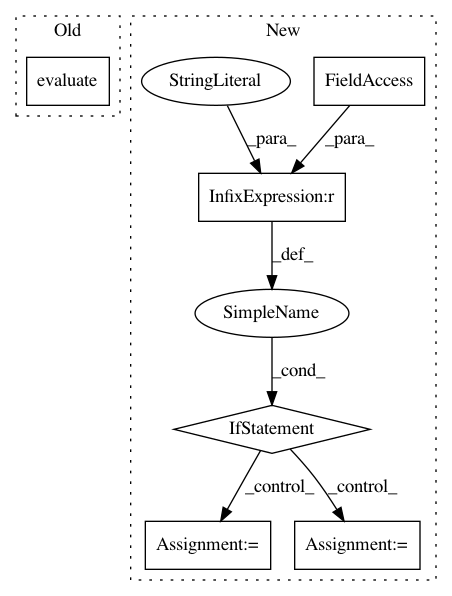 Old
New
evaluate
StringLiteral
FieldAccess
_para_
_para_
InfixExpression:r
_def_
SimpleName
_cond_
IfStatement
_control_
_control_
Assignment:=
Assignment:=